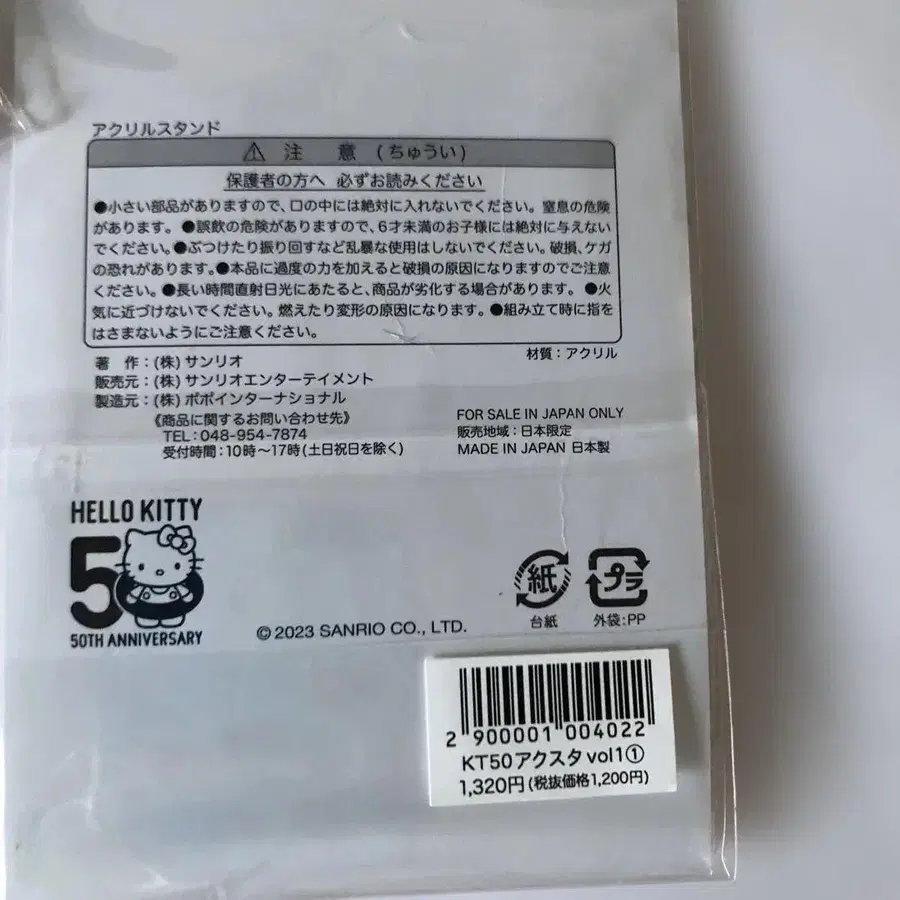 アクリルスタンド
⚠ 注 意 (ちゅうい)
保護者の方へ 必ずお読みください
●小さい部品がありますので、口の中には絶対に入れないでください。窒息の危険
があります。●誤飲の危険がありますので、6才未満のお子様には絶対に与えない
でください。●ぶつけたり振り回すなど乱暴な使用はしないでください。破損、ケガ
の恐れがあります。●本品に過度の力を加えると破損の原因になりますのでご注意
ください。●長い時間直射日光にあたると、商品が劣化する場合があります。●火
気に近づけないでください。燃えたり変形の原因になります。●組み立て時に指を
はさまないようにご注意ください。
材質:アクリル
著 作:(株) サンリオ
販売元:(株) サンリオエンターテイメント
製造元:(株) ポポインターナショナル
《商品に関するお問い合わせ先》
TEL:048-954-7874
受付時間:10時～17時(土日祝日を除く)
FOR SALE IN JAPAN ONLY
販売地域:日本限定
MADE IN JAPAN 日本製
HELLO KITTY
50
50TH ANNIVERSARY
© 2023 SANRIO CO., LTD.
紙
台紙
プラ
外袋:PP
2 900001 004022
KT50アクスタ vol1①
1,320円(税抜価格1,200円)